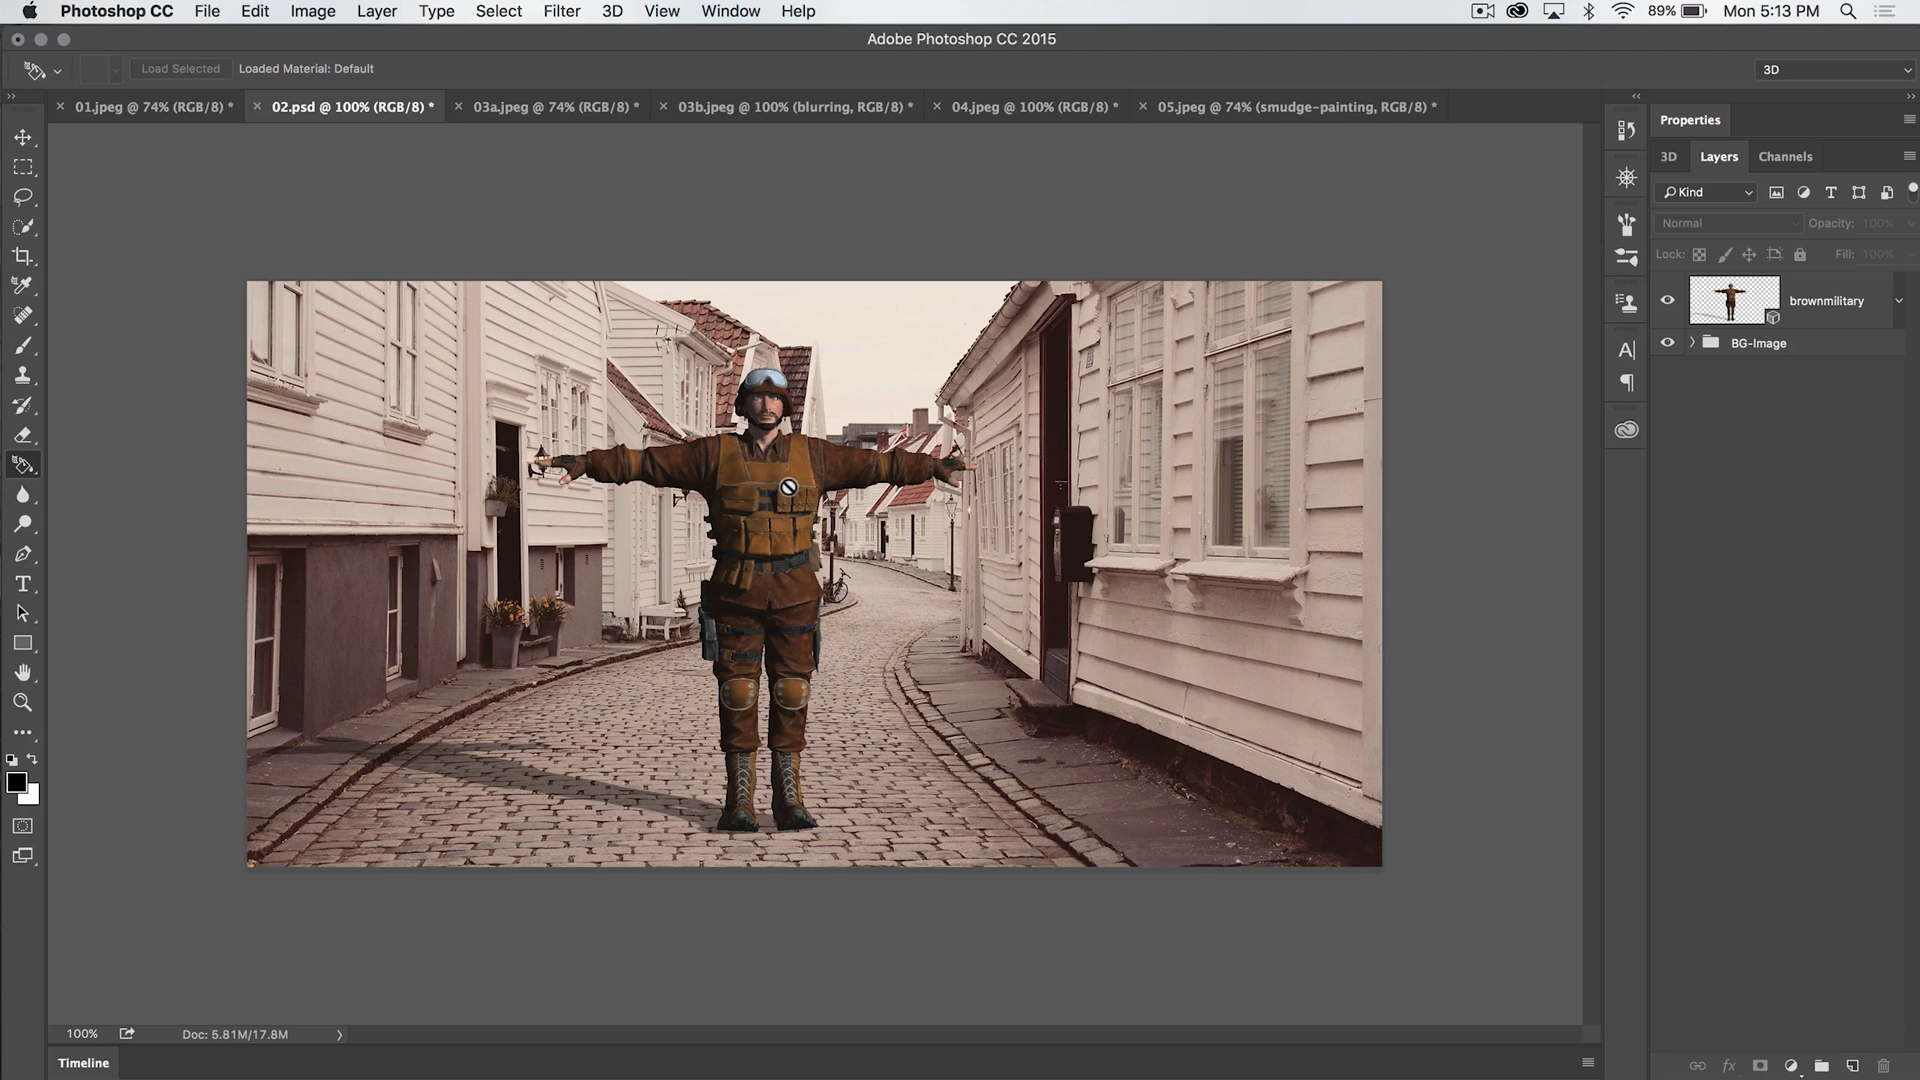 Photoshop CC File Edit Image Layer Type Select Filter 3D View Window Help 89% Mon 5:13 PM
Adobe Photoshop CC 2015
Load Selected Loaded Material: Default 3D
01.jpeg @ 74% (RGB/8) * 02.psd @ 100% (RGB/8) * 03a.jpeg @ 74% (RGB/8) * 03b.jpeg @ 100% (blurring, RGB/8) * 04.jpeg @ 100% (RGB/8) * 05.jpeg @ 74% (smudge-painting, RGB/8) *
Properties
3D Layers Channels
Kind
Normal Opacity: 100%
Lock: Fill: 100%
brownmilitary
BG-Image
100% Doc: 5.81M/17.8M
Timeline